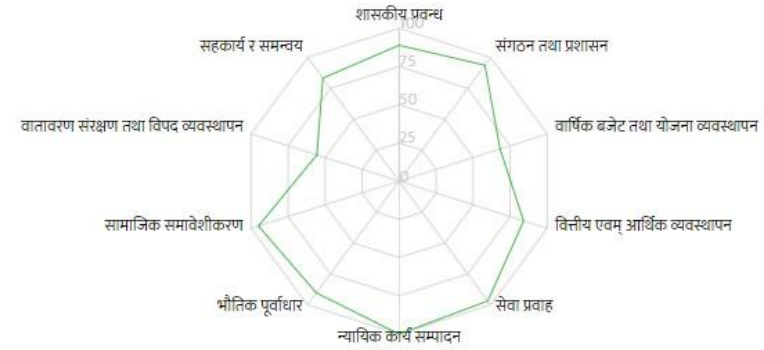 शासकीय प्रवन्ध
100
सहकार्य र समन्वय
संगठन तथा प्रशासन
75
50
वातावरण संरक्षण तथा विपद व्यवस्थापन
वार्षिक बजेट तथा योजना व्यवस्थापन
25
0
सामाजिक समावेशीकरण
वित्तीय एवम् आर्थिक व्यवस्थापन
भौतिक पूर्वाधार
सेवा प्रवाह
न्यायिक कार्य सम्पादन